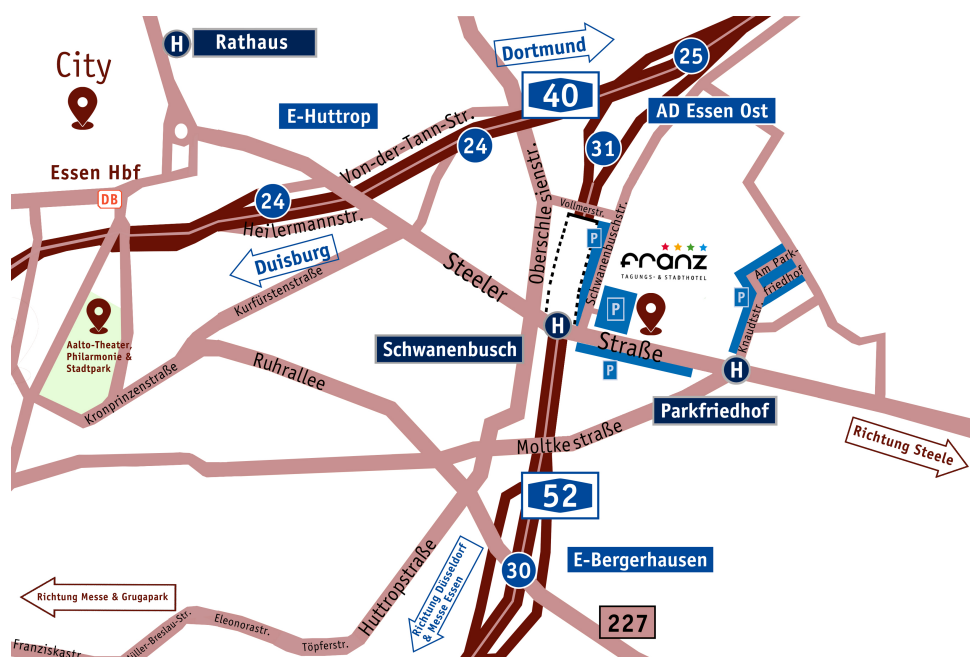 H
Rathaus
Dortmund
25
City
40
E-Huttrop
AD Essen Ost
Von-der-Tann-Str.
24
31
Essen Hbf
DB
24
Heilermannstr.
Oberschlesienstr.
Vollmerstr.
Schwanenbuschstr.
P
franz
TAGUNGS- & STADTHOTEL
Am Park-
friedhof
Duisburg
Kurfürstenstraße
Steeler
Straße
P
P
Knaudtstr.
H
Schwanenbusch
Aalto-Theater,
Philarmonie &
Stadtpark
Ruhrallee
P
H
Kronprinzenstraße
Parkfriedhof
Moltkestraße
Richtung Steele
52
Huttropstraße
Richtung Düsseldorf
& Messe Essen
30
E-Bergerhausen
Richtung Messe & Grugapark
227
Eleonorastr.
Töpferstr.